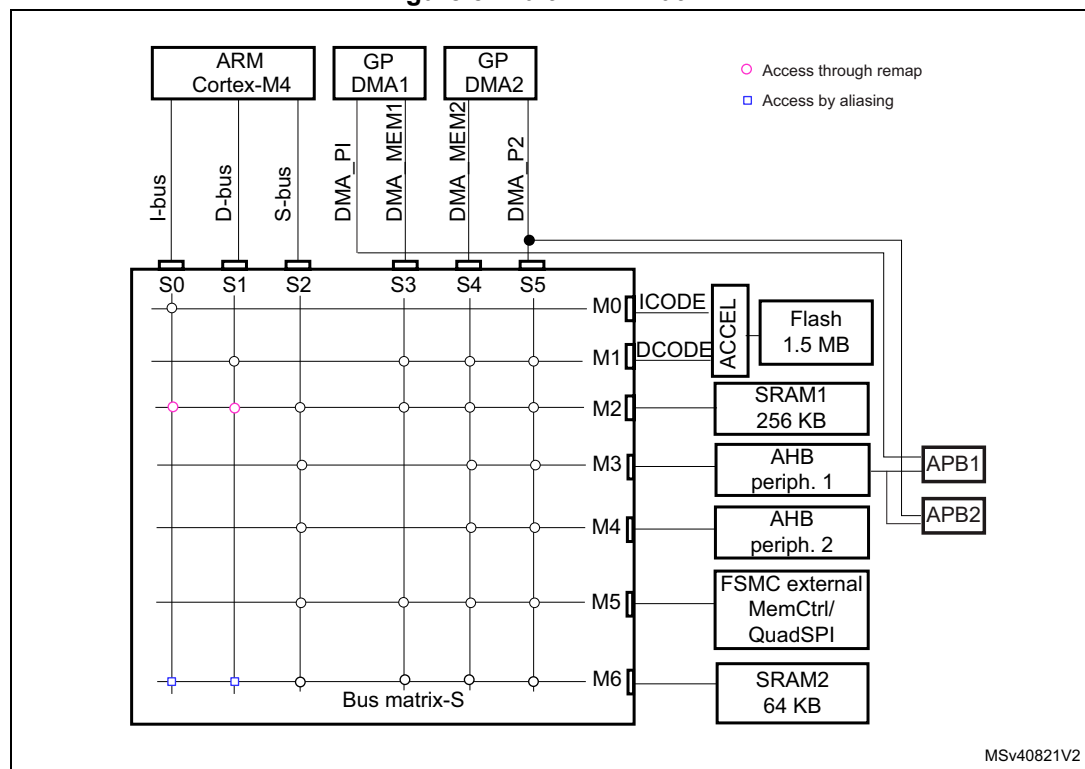 ARM
Cortex-M4
GP
DMA1
GP
DMA2
Access through remap
Access by aliasing
I-bus
D-bus
S-bus
DMA_PI
DMA_MEM1
DMA_MEM2
DMA_P2
S0 S1 S2 S3 S4 S5
M0 ICODE
M1 DCODE
ACCEL
Flash
1.5 MB
M2
SRAM1
256 KB
M3
AHB
periph. 1
APB1
APB2
M4
AHB
periph. 2
M5
FSMC external
MemCtrl/
QuadSPI
M6
SRAM2
64 KB
Bus matrix-S
MSv40821V2